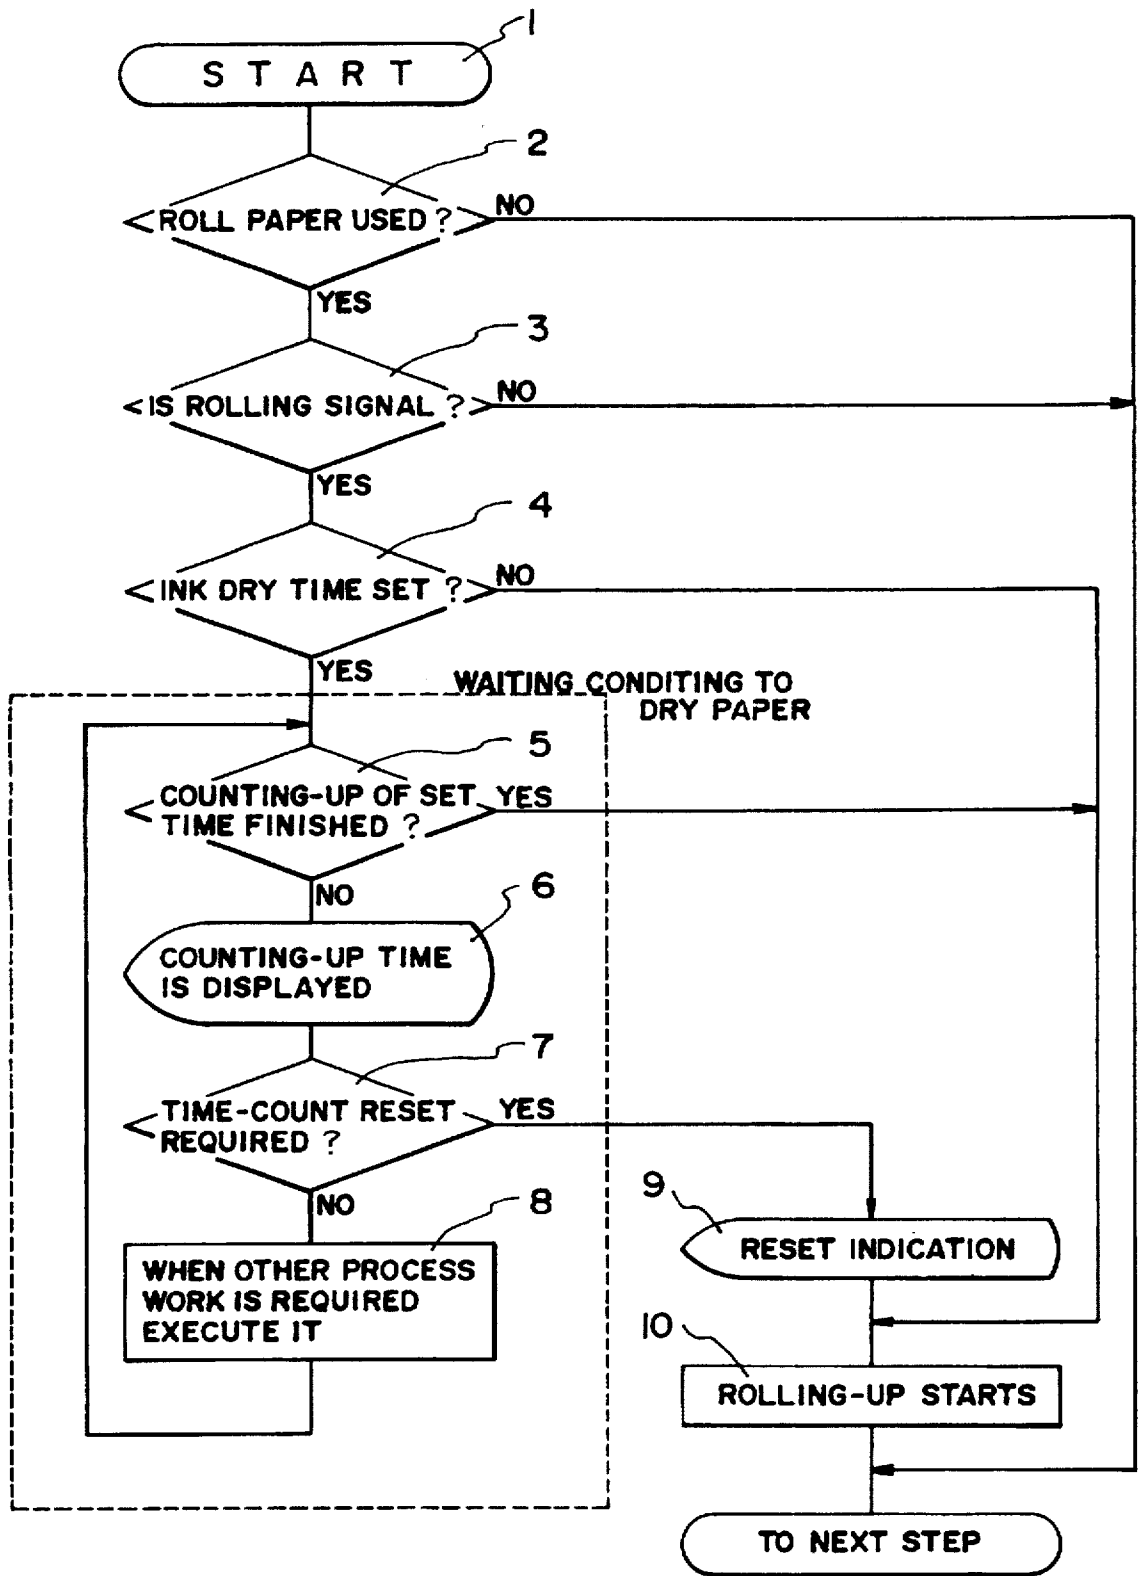 1
START
2
ROLL PAPER USED ?
NO
YES
3
IS ROLLING SIGNAL ?
NO
YES
4
INK DRY TIME SET ?
NO
YES
WAITING CONDITING TO
DRY PAPER
5
COUNTING-UP OF SET
TIME FINISHED ?
YES
NO
6
COUNTING-UP TIME
IS DISPLAYED
7
TIME-COUNT RESET
REQUIRED ?
YES
NO
8
WHEN OTHER PROCESS
WORK IS REQUIRED
EXECUTE IT
9
RESET INDICATION
10
ROLLING-UP STARTS
TO NEXT STEP